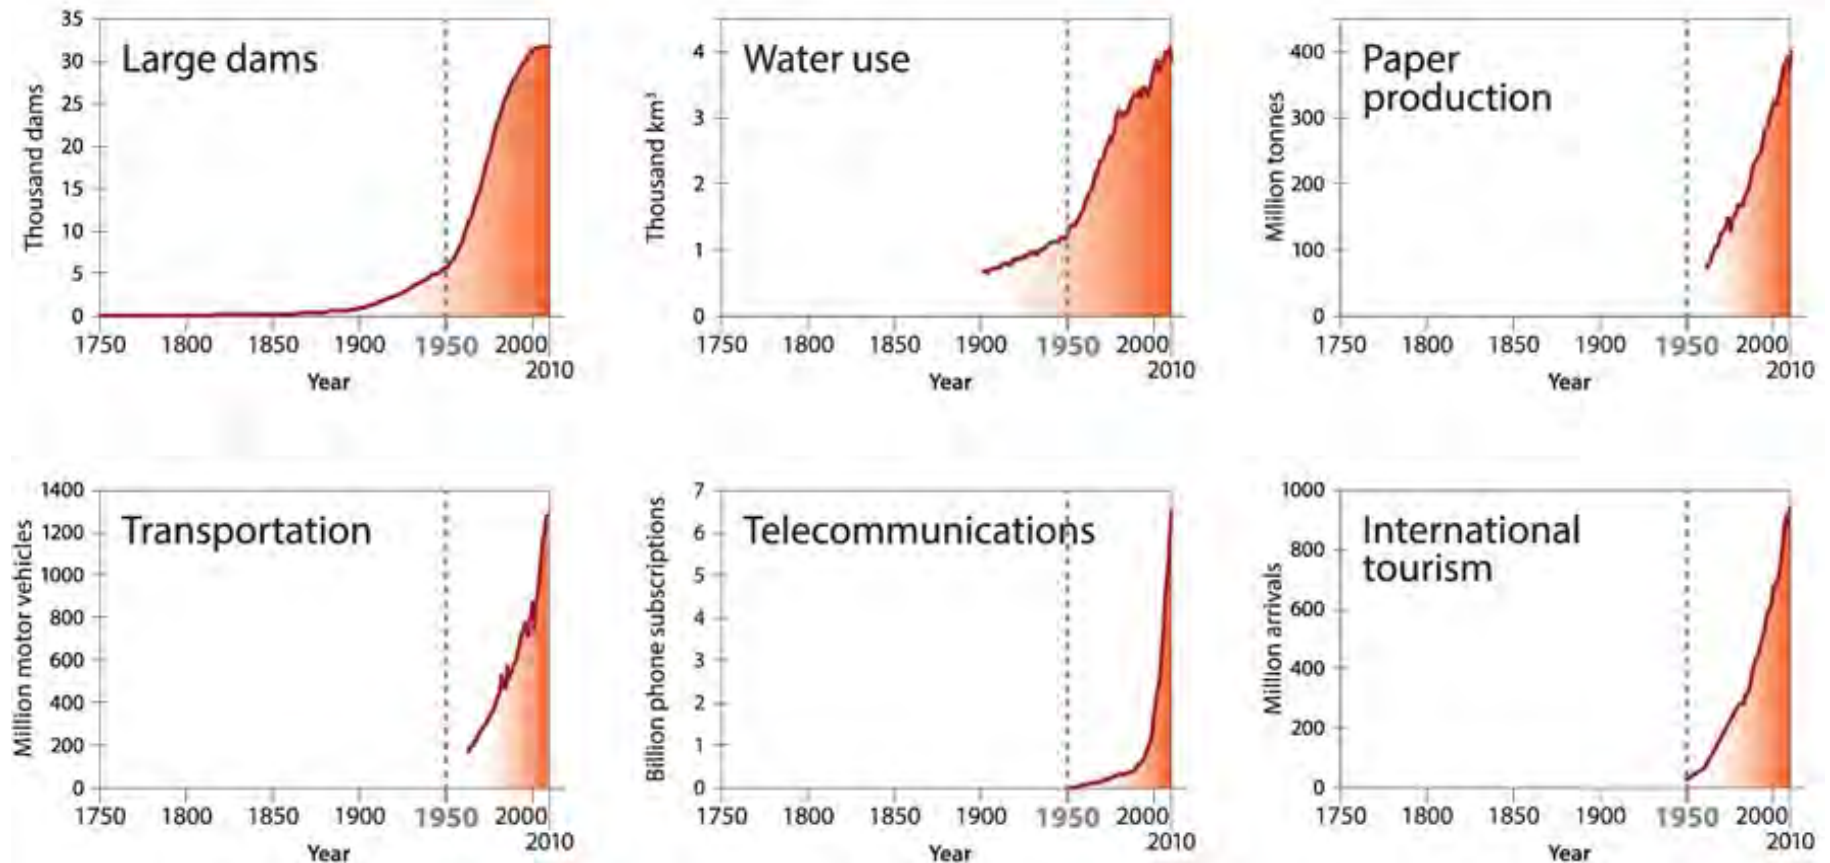 Large dams
Thousand dams
35
30
25
20
15
10
5
0
1750 1800 1850 1900 1950 2000
2010
Year
Water use
Thousand km³
4
3
2
1
0
1750 1800 1850 1900 1950 2000
2010
Year
Paper
production
Million tonnes
400
300
200
100
0
1750 1800 1850 1900 1950 2000
2010
Year
Transportation
Million motor vehicles
1400
1200
1000
800
600
400
200
0
1750 1800 1850 1900 1950 2000
2010
Year
Telecommunications
Billion phone subscriptions
7
6
5
4
3
2
1
0
1750 1800 1850 1900 1950 2000
2010
Year
International
tourism
Million arrivals
1000
800
600
400
200
0
1750 1800 1850 1900 1950 2000
2010
Year